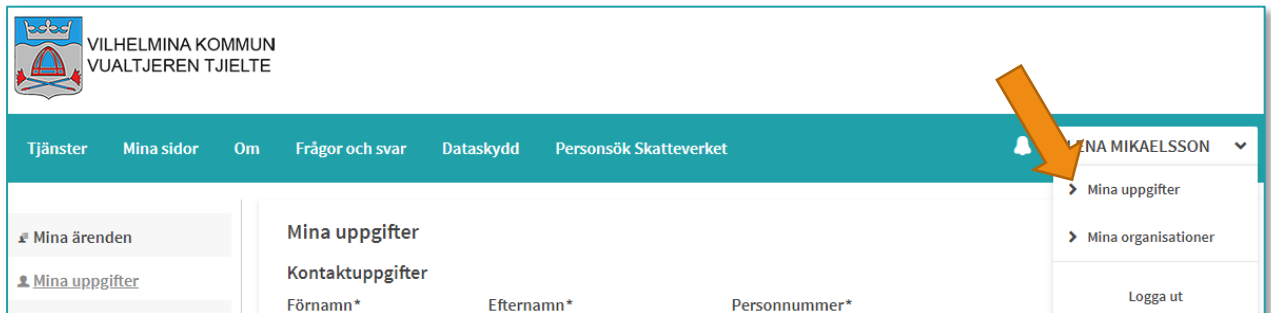 VILHELMINA KOMMUN
VUALTJEREN TJIELTE
Tjänster Mina sidor Om Frågor och svar Dataskydd Personsök Skatteverket MIKAELSSON
Mina uppgifter
Mina organisationer
Logga ut
Mina ärenden
Mina uppgifter
Mina uppgifter
Kontaktuppgifter
Förnamn* Efternamn* Personnummer*